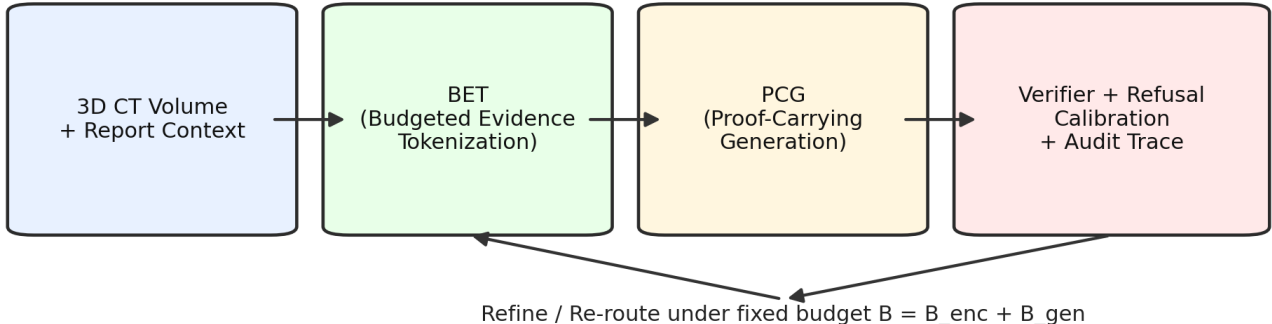 3D CT Volume
+ Report Context
BET
(Budgeted Evidence
Tokenization)
PCG
(Proof-Carrying
Generation)
Verifier + Refusal
Calibration
+ Audit Trace
Refine / Re-route under fixed budget B = B_enc + B_gen